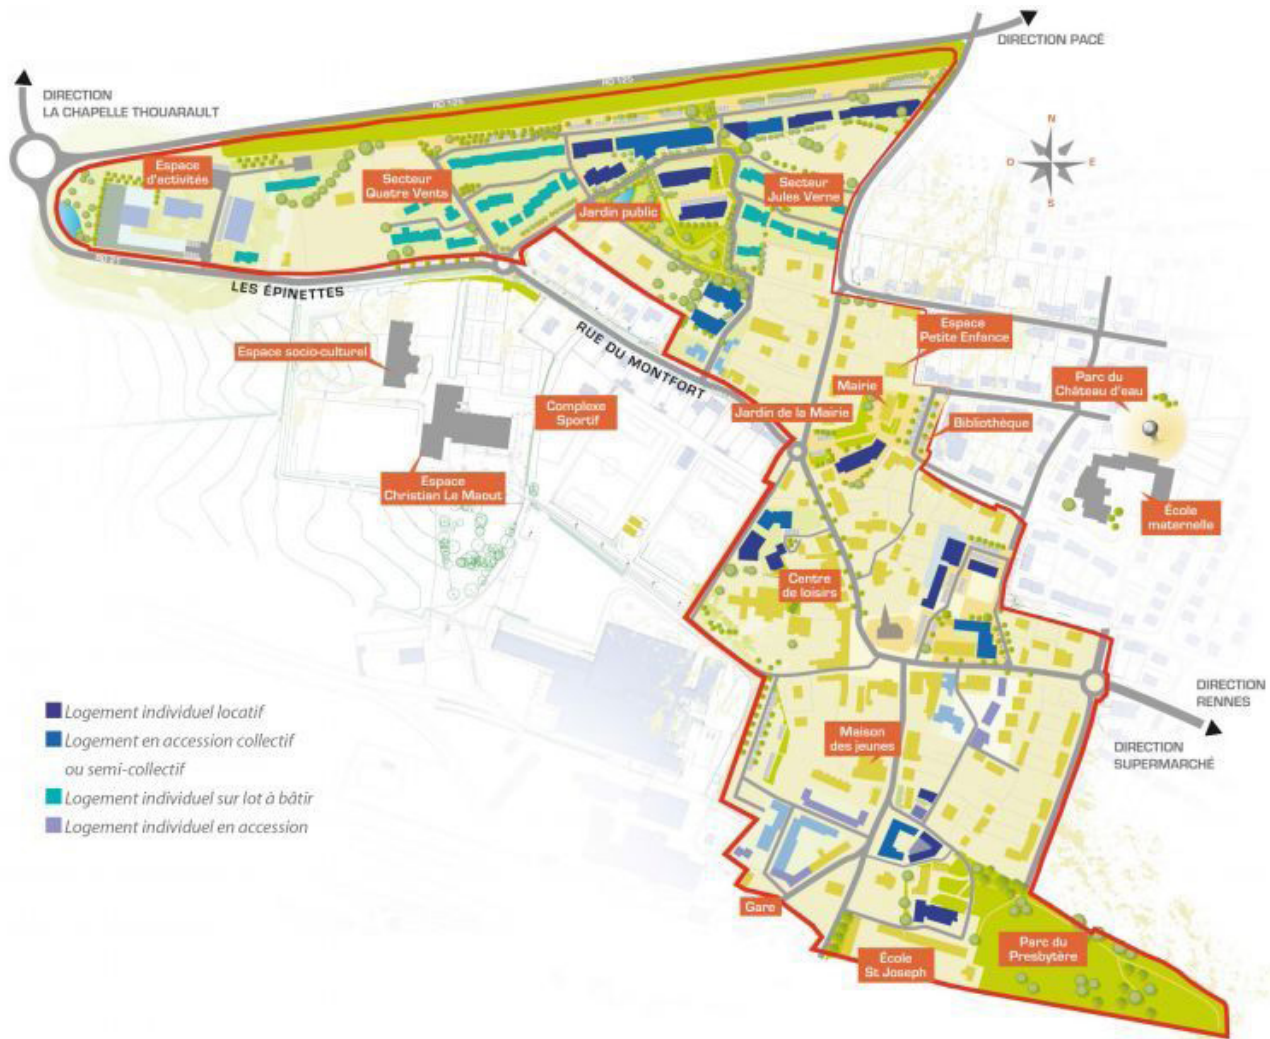 DIRECTION PACÉ
DIRECTION
LA CHAPELLE THOUARAULT
RD 125
RD 125
N
O
E
S
Espace
d'activités
Secteur
Quatre Vents
Secteur
Jules Verne
Jardin public
LES ÉPINETTES
RUE DU MONTFORT
Espace
Petite Enfance
Espace socio-culturel
Mairie
Parc du
Château d'eau
Complexe
Sportif
Jardin de la Mairie
Bibliothèque
Espace
Christian Le Maout
École
maternelle
Centre
de loisirs
DIRECTION
RENNES
Maison
des jeunes
DIRECTION
SUPERMARCHÉ
Logement individuel locatif
Logement en accession collectif
ou semi-collectif
Logement individuel sur lot à bâtir
Logement individuel en accession
Gare
École
St Joseph
Parc du
Presbytère